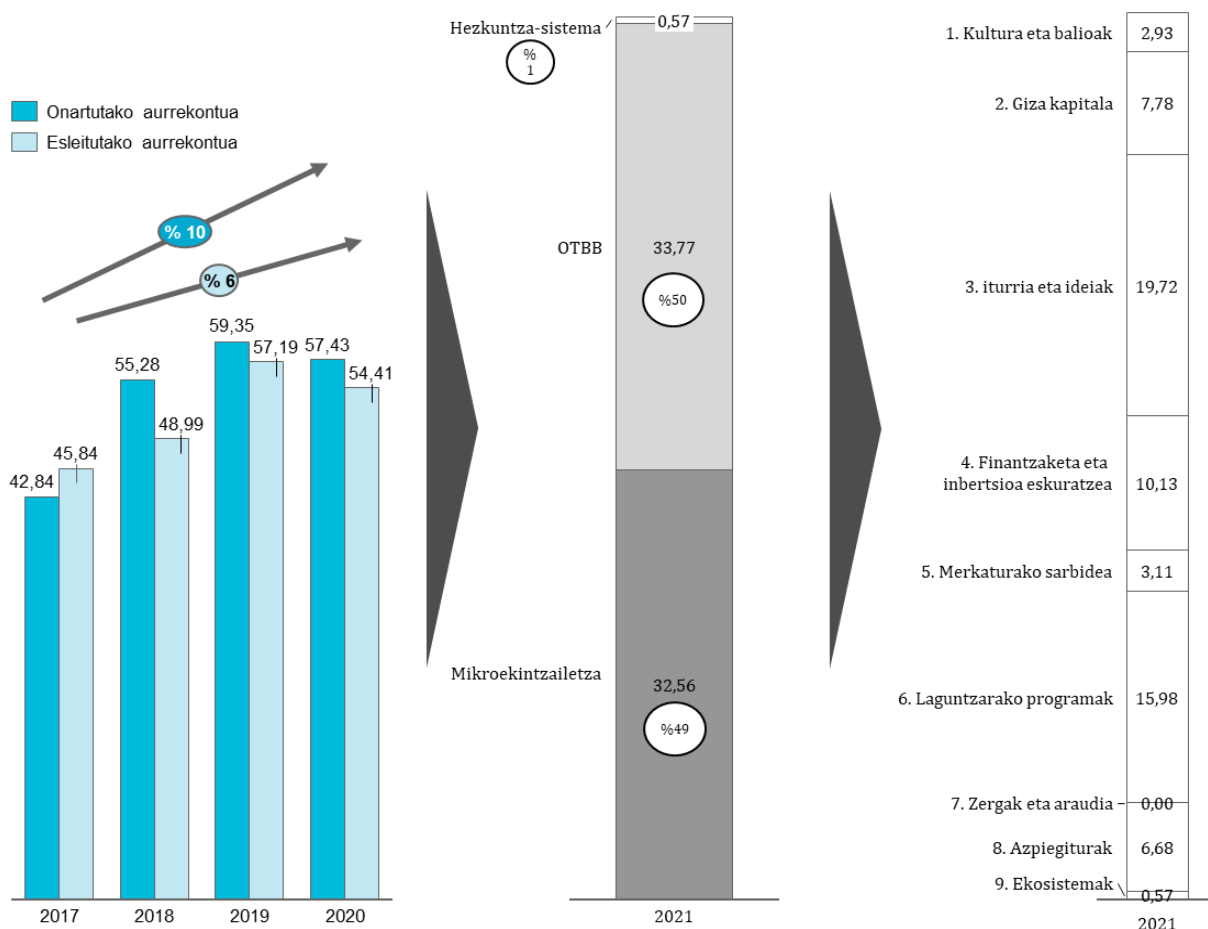 Onartutako aurrekontua
Esleitutako aurrekontua
% 10
% 6
42,84
45,84
55,28
48,99
59,35
57,19
57,43
54,41
2017
2018
2019
2020
Hezkuntza-sistema
%
1
0,57
OTBB
33,77
%50
Mikroekintzailetza
32,56
%49
2021
1. Kultura eta balioak
2,93
2. Giza kapitala
7,78
3. iturria eta ideiak
19,72
4. Finantzaketa eta
inbertsioa eskuratzea
10,13
5. Merkaturako sarbidea
3,11
6. Laguntzarako programak
15,98
7. Zergak eta araudia
0,00
8. Azpiegiturak
6,68
9. Ekosistemak
0,57
2021